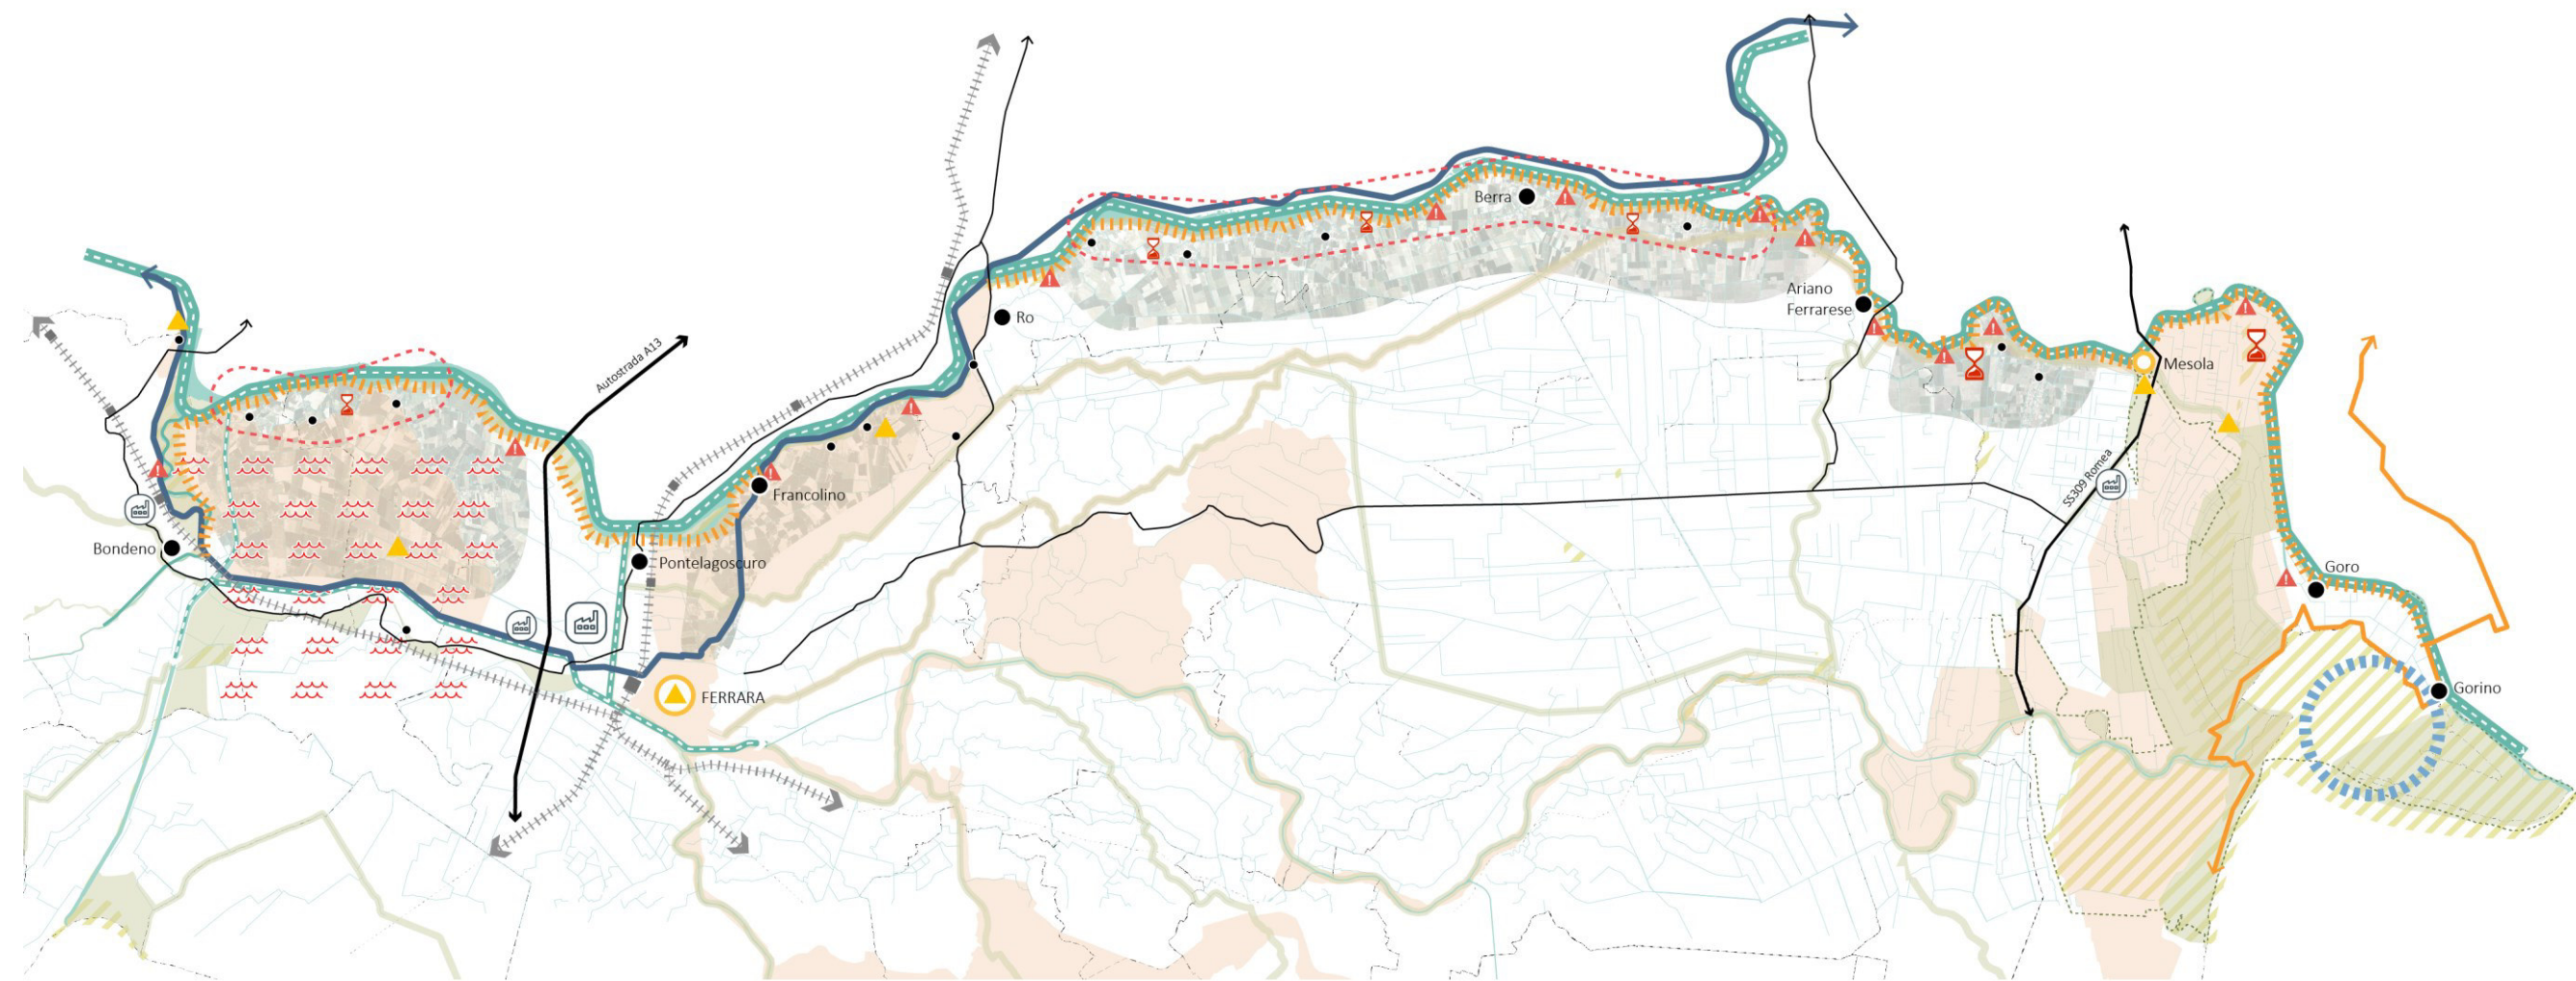 Berra
Ariano
Ferrarese
Ro
Autostrada A13
Mesola
SS309 Romea
Francolino
Bondeno
Pontelagoscuro
Goro
FERRARA
Gorino